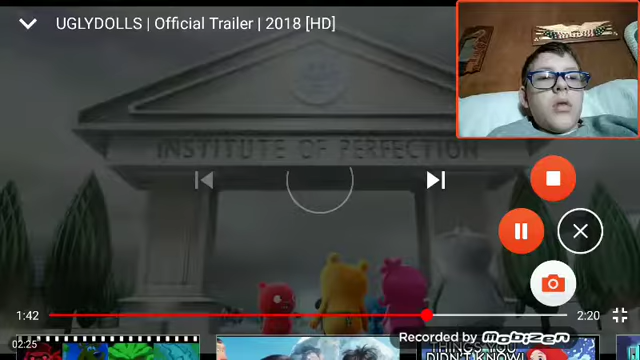 UGLYDOLLS | Official Trailer | 2018 [HD]
INSTITUTE OF PERFECTION
1:42
2:20
02:25
Recorded by MOBIZEN
THINGS YOU
DIDN'T KNOW